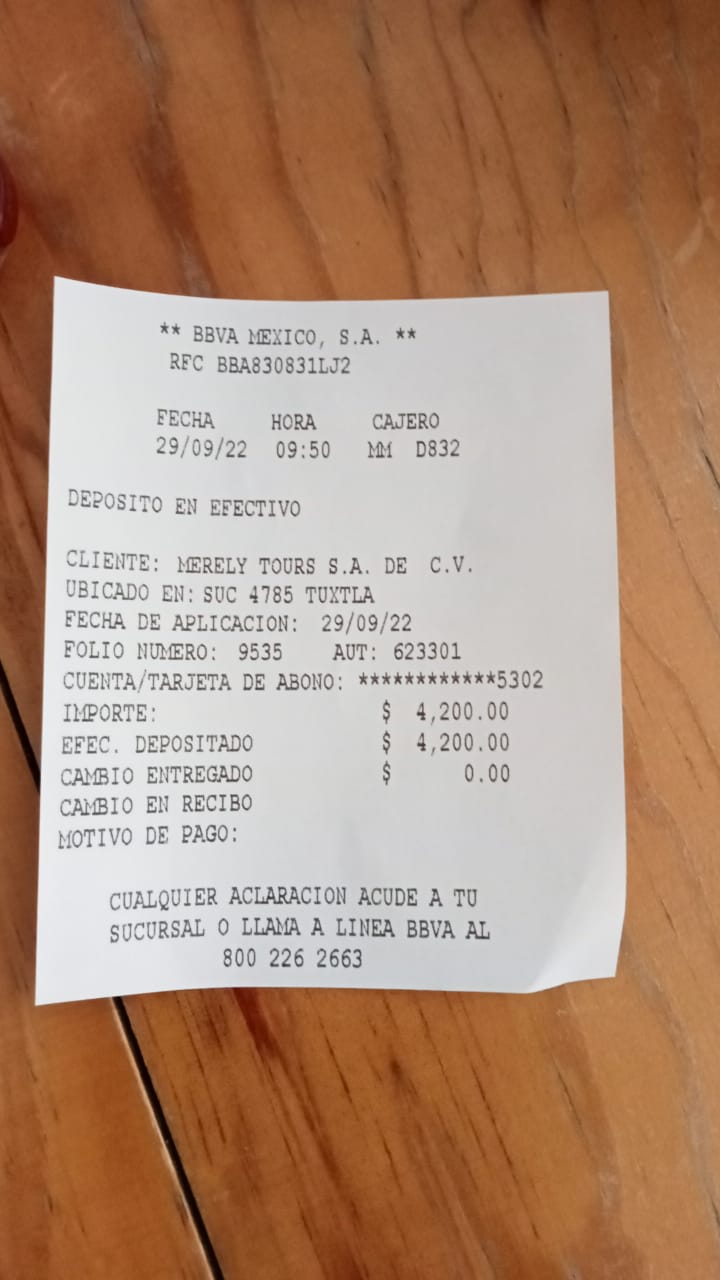 ** BBVA MEXICO, S.A. **
RFC BBA830831LJ2
FECHA HORA CAJERO
29/09/22 09:50 MM D832
DEPOSITO EN EFECTIVO
CLIENTE: MERELY TOURS S.A. DE C.V.
UBICADO EN: SUC 4785 TUXTLA
FECHA DE APLICACION: 29/09/22
FOLIO NUMERO: 9535 AUT: 623301
CUENTA/TARJETA DE ABONO: ************5302
IMPORTE: $ 4,200.00
EFEC. DEPOSITADO $ 4,200.00
CAMBIO ENTREGADO $ 0.00
CAMBIO EN RECIBO
MOTIVO DE PAGO:
CUALQUIER ACLARACION ACUDE A TU
SUCURSAL O LLAMA A LINEA BBVA AL
800 226 2663